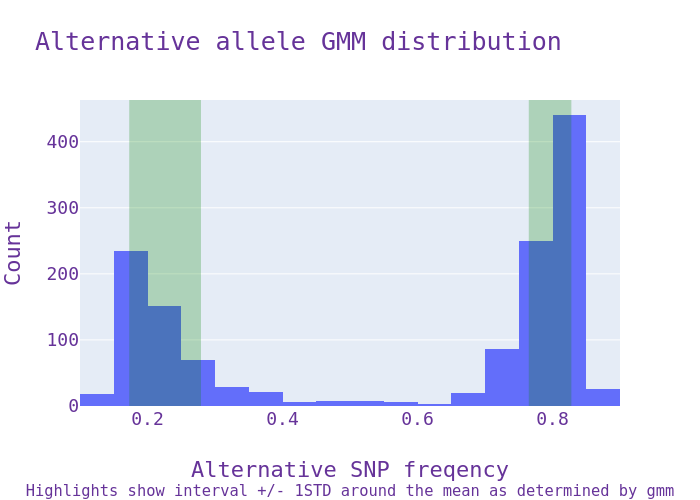 Alternative allele GMM distribution
400
300
200
100
0
Count
0.2 0.4 0.6 0.8
Alternative SNP freqency
Highlights show interval +/- 1STD around the mean as determined by gmm